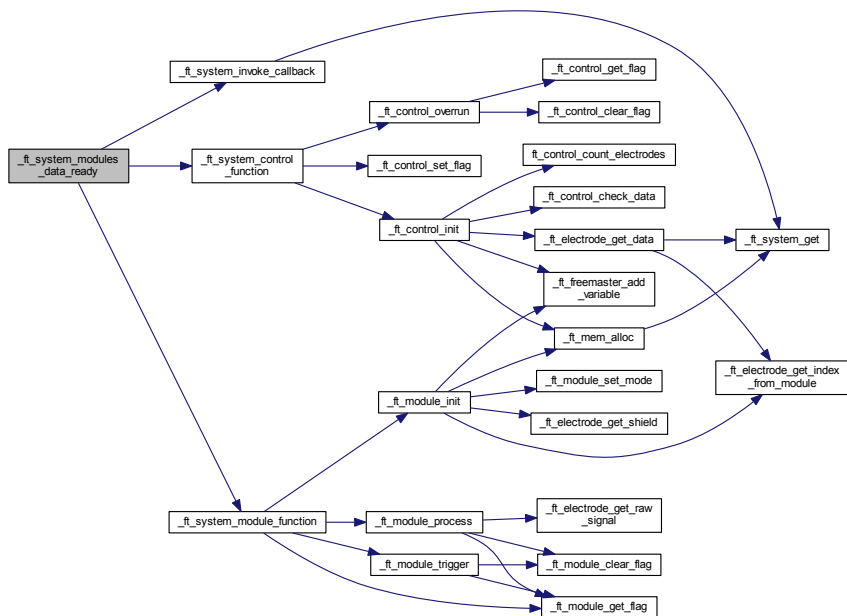 _ft_system_modules
_data_ready
_ft_system_invoke_callback
_ft_system_control
_function
_ft_system_module_function
_ft_control_overrun
_ft_control_set_flag
_ft_control_init
_ft_module_init
_ft_module_process
_ft_module_trigger
_ft_control_get_flag
_ft_control_clear_flag
ft_control_count_electrodes
_ft_control_check_data
_ft_electrode_get_data
_ft_freemaster_add
_variable
_ft_mem_alloc
_ft_module_set_mode
_ft_electrode_get_shield
_ft_electrode_get_raw
_signal
_ft_module_clear_flag
_ft_module_get_flag
_ft_system_get
_ft_electrode_get_index
_from_module